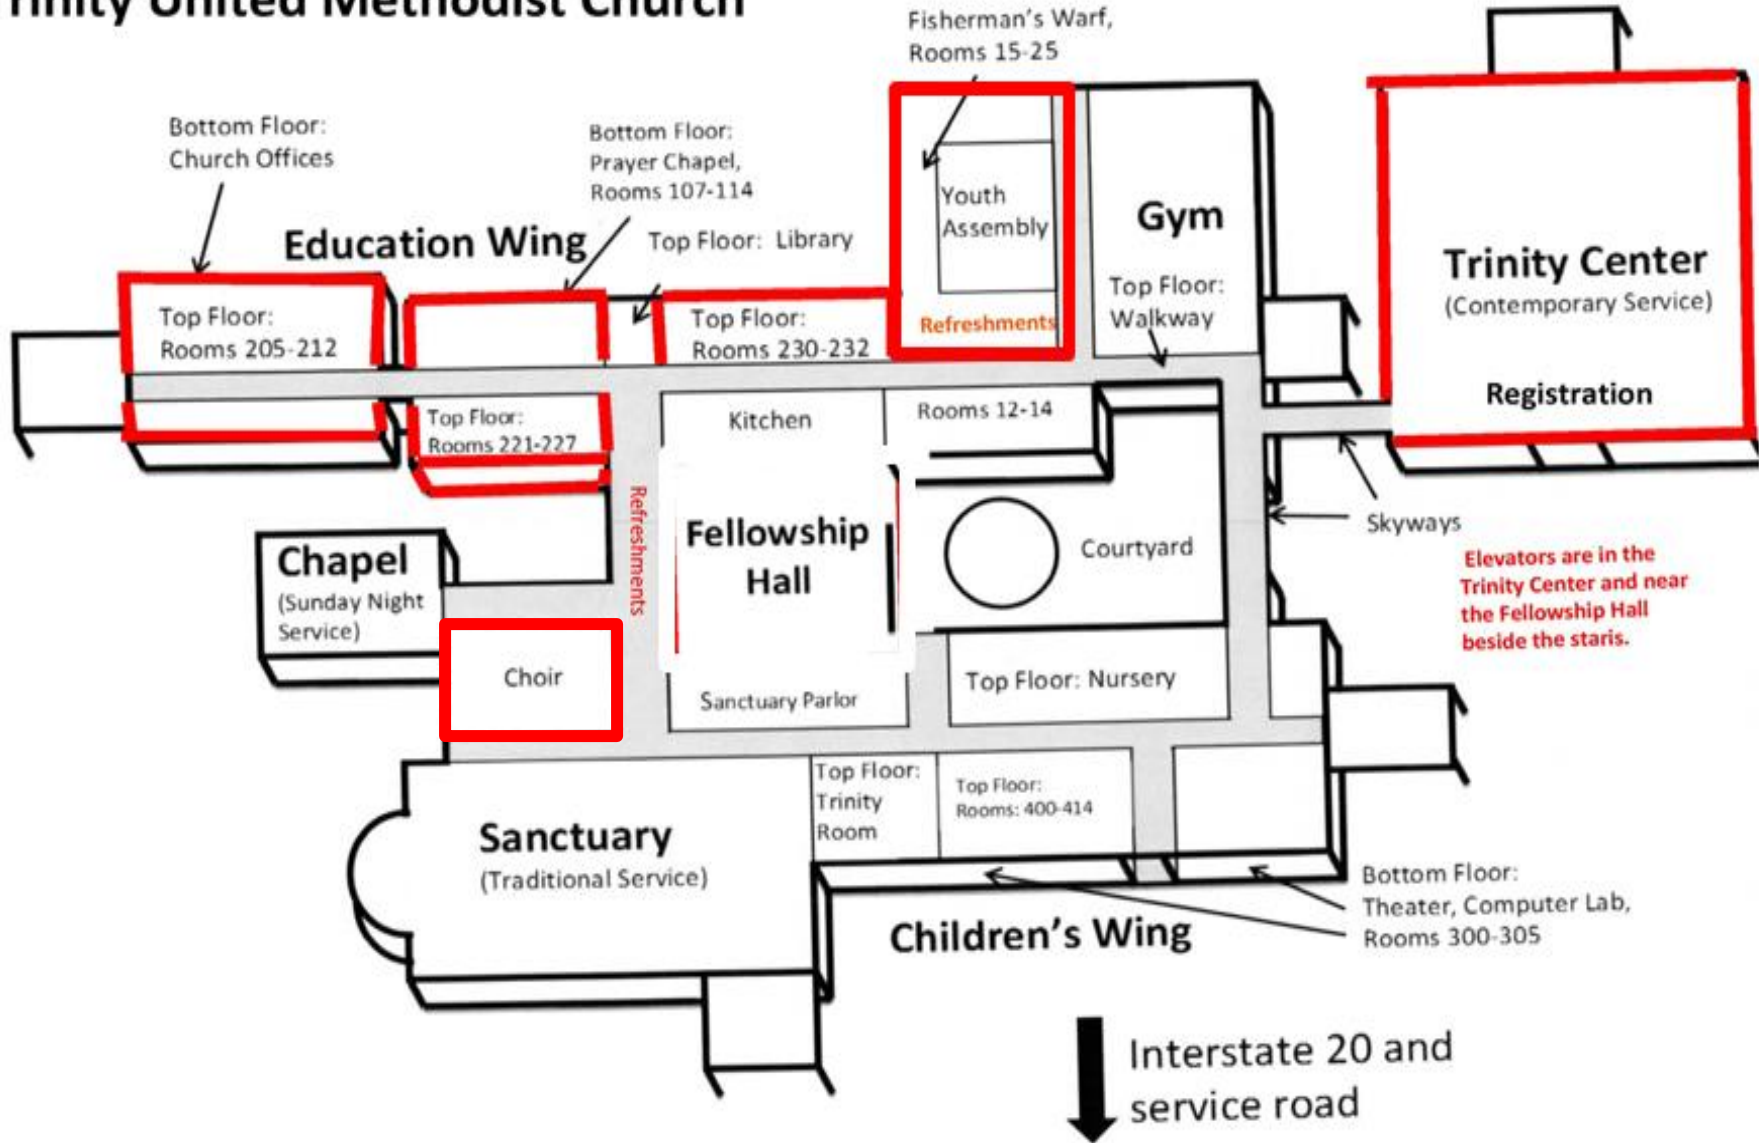 United Methodist Church
Fisherman's Warf,
Rooms 15-25
Bottom Floor:
Church Offices
Bottom Floor:
Prayer Chapel,
Rooms 107-114
Education Wing
Top Floor: Library
Youth
Assembly
Gym
Trinity Center
(Contemporary Service)
Top Floor:
Rooms 205-212
Top Floor:
Rooms 230-232
Refreshments
Top Floor:
Walkway
Registration
Top Floor:
Rooms 221-227
Kitchen
Rooms 12-14
Refreshments
Fellowship
Hall
Courtyard
Skyways
Chapel
(Sunday Night
Service)
Elevators are in the
Trinity Center and near
the Fellowship Hall
beside the staris.
Choir
Sanctuary Parlor
Top Floor: Nursery
Top Floor:
Trinity
Room
Top Floor:
Rooms: 400-414
Sanctuary
(Traditional Service)
Bottom Floor:
Theater, Computer Lab,
Rooms 300-305
Children's Wing
Interstate 20 and
service road